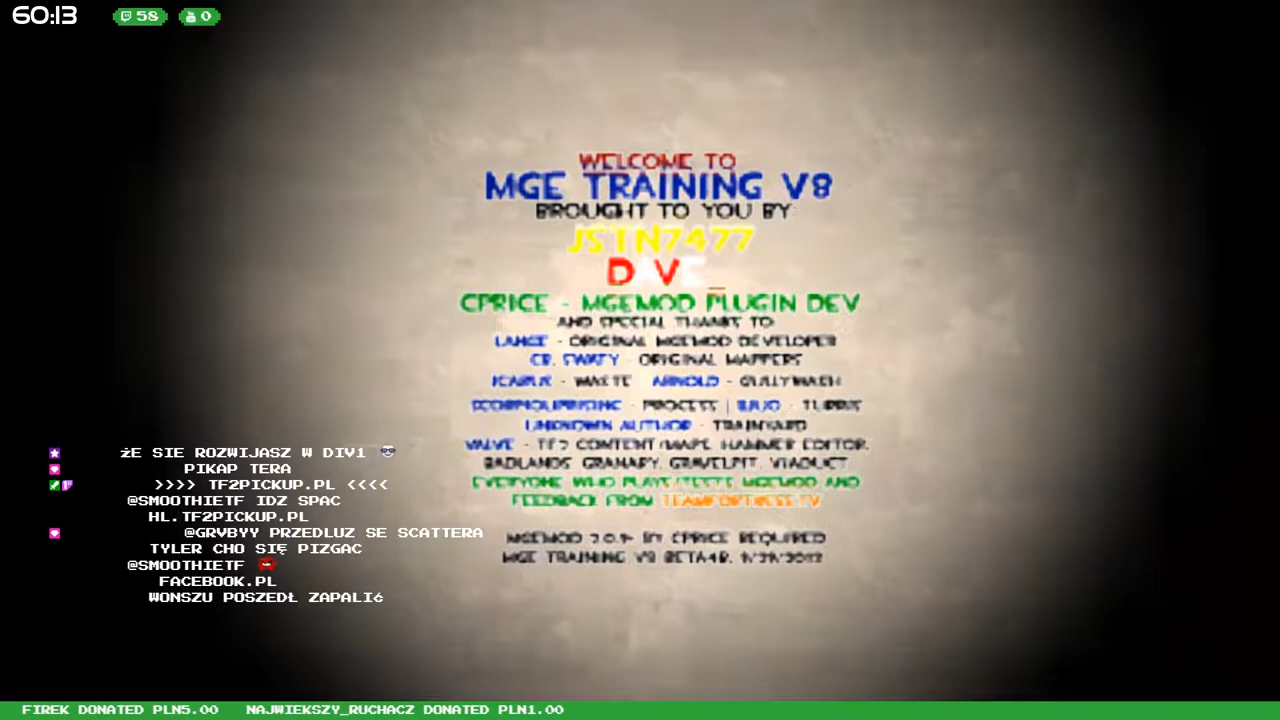 60:13
58
0
WELCOME TO
MGE TRAINING V8
BROUGHT TO YOU BY
JSTN7477
CPRICE - MGEMOD PLUGIN DEV
AND SPECIAL THANKS TO
LANGE - ORIGINAL MGEMOD DEVELOPER
ORIGINAL MAPPERS
ICARUS - WASTE ARNOLD - GULLYWASH
- PROCESS | - TURRIS
UNKNOWN AUTHOR - TRAINYARD
VALVE - TF2 CONTENT/MAPS, HAMMER EDITOR,
BADLANDS, GRANARY, GRAVELPIT, VIADUCT
EVERYONE WHO PLAYS/TESTS MGEMOD AND
FEEDBACK FROM TEAMFORTRESS.TV
MGEMOD BY CPRICE REQUIRED
MGE TRAINING V8
ŻE SIE ROZWIJASZ W DIV1 😎
PIKAP TERA
>>>> TF2PICKUP.PL <<<<
@SMOOTHIETF IDZ SPAC
HL.TF2PICKUP.PL
@GRVBYY PRZEDLUZ SE SCATTERA
TYLER CHO SIĘ PIZGAC
@SMOOTHIETF
FACEBOOK.PL
WONSZU POSZEDŁ ZAPALIĆ
FIREK DONATED PLN5.00 NAJWIEKSZY_RUCHACZ DONATED PLN1.00